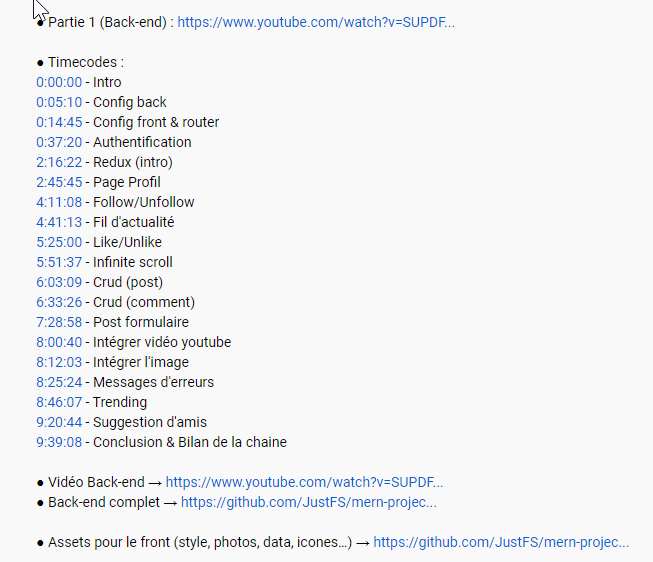 ● Partie 1 (Back-end) : https://www.youtube.com/watch?v=SUPDF...
● Timecodes :
0:00:00 - Intro
0:05:10 - Config back
0:14:45 - Config front & router
0:37:20 - Authentification
2:16:22 - Redux (intro)
2:45:45 - Page Profil
4:11:08 - Follow/Unfollow
4:41:13 - Fil d'actualité
5:25:00 - Like/Unlike
5:51:37 - Infinite scroll
6:03:09 - Crud (post)
6:33:26 - Crud (comment)
7:28:58 - Post formulaire
8:00:40 - Intégrer vidéo youtube
8:12:03 - Intégrer l'image
8:25:24 - Messages d'erreurs
8:46:07 - Trending
9:20:44 - Suggestion d'amis
9:39:08 - Conclusion & Bilan de la chaine
● Vidéo Back-end → https://www.youtube.com/watch?v=SUPDF...
● Back-end complet → https://github.com/JustFS/mern-projec...
● Assets pour le front (style, photos, data, icones…) → https://github.com/JustFS/mern-projec...